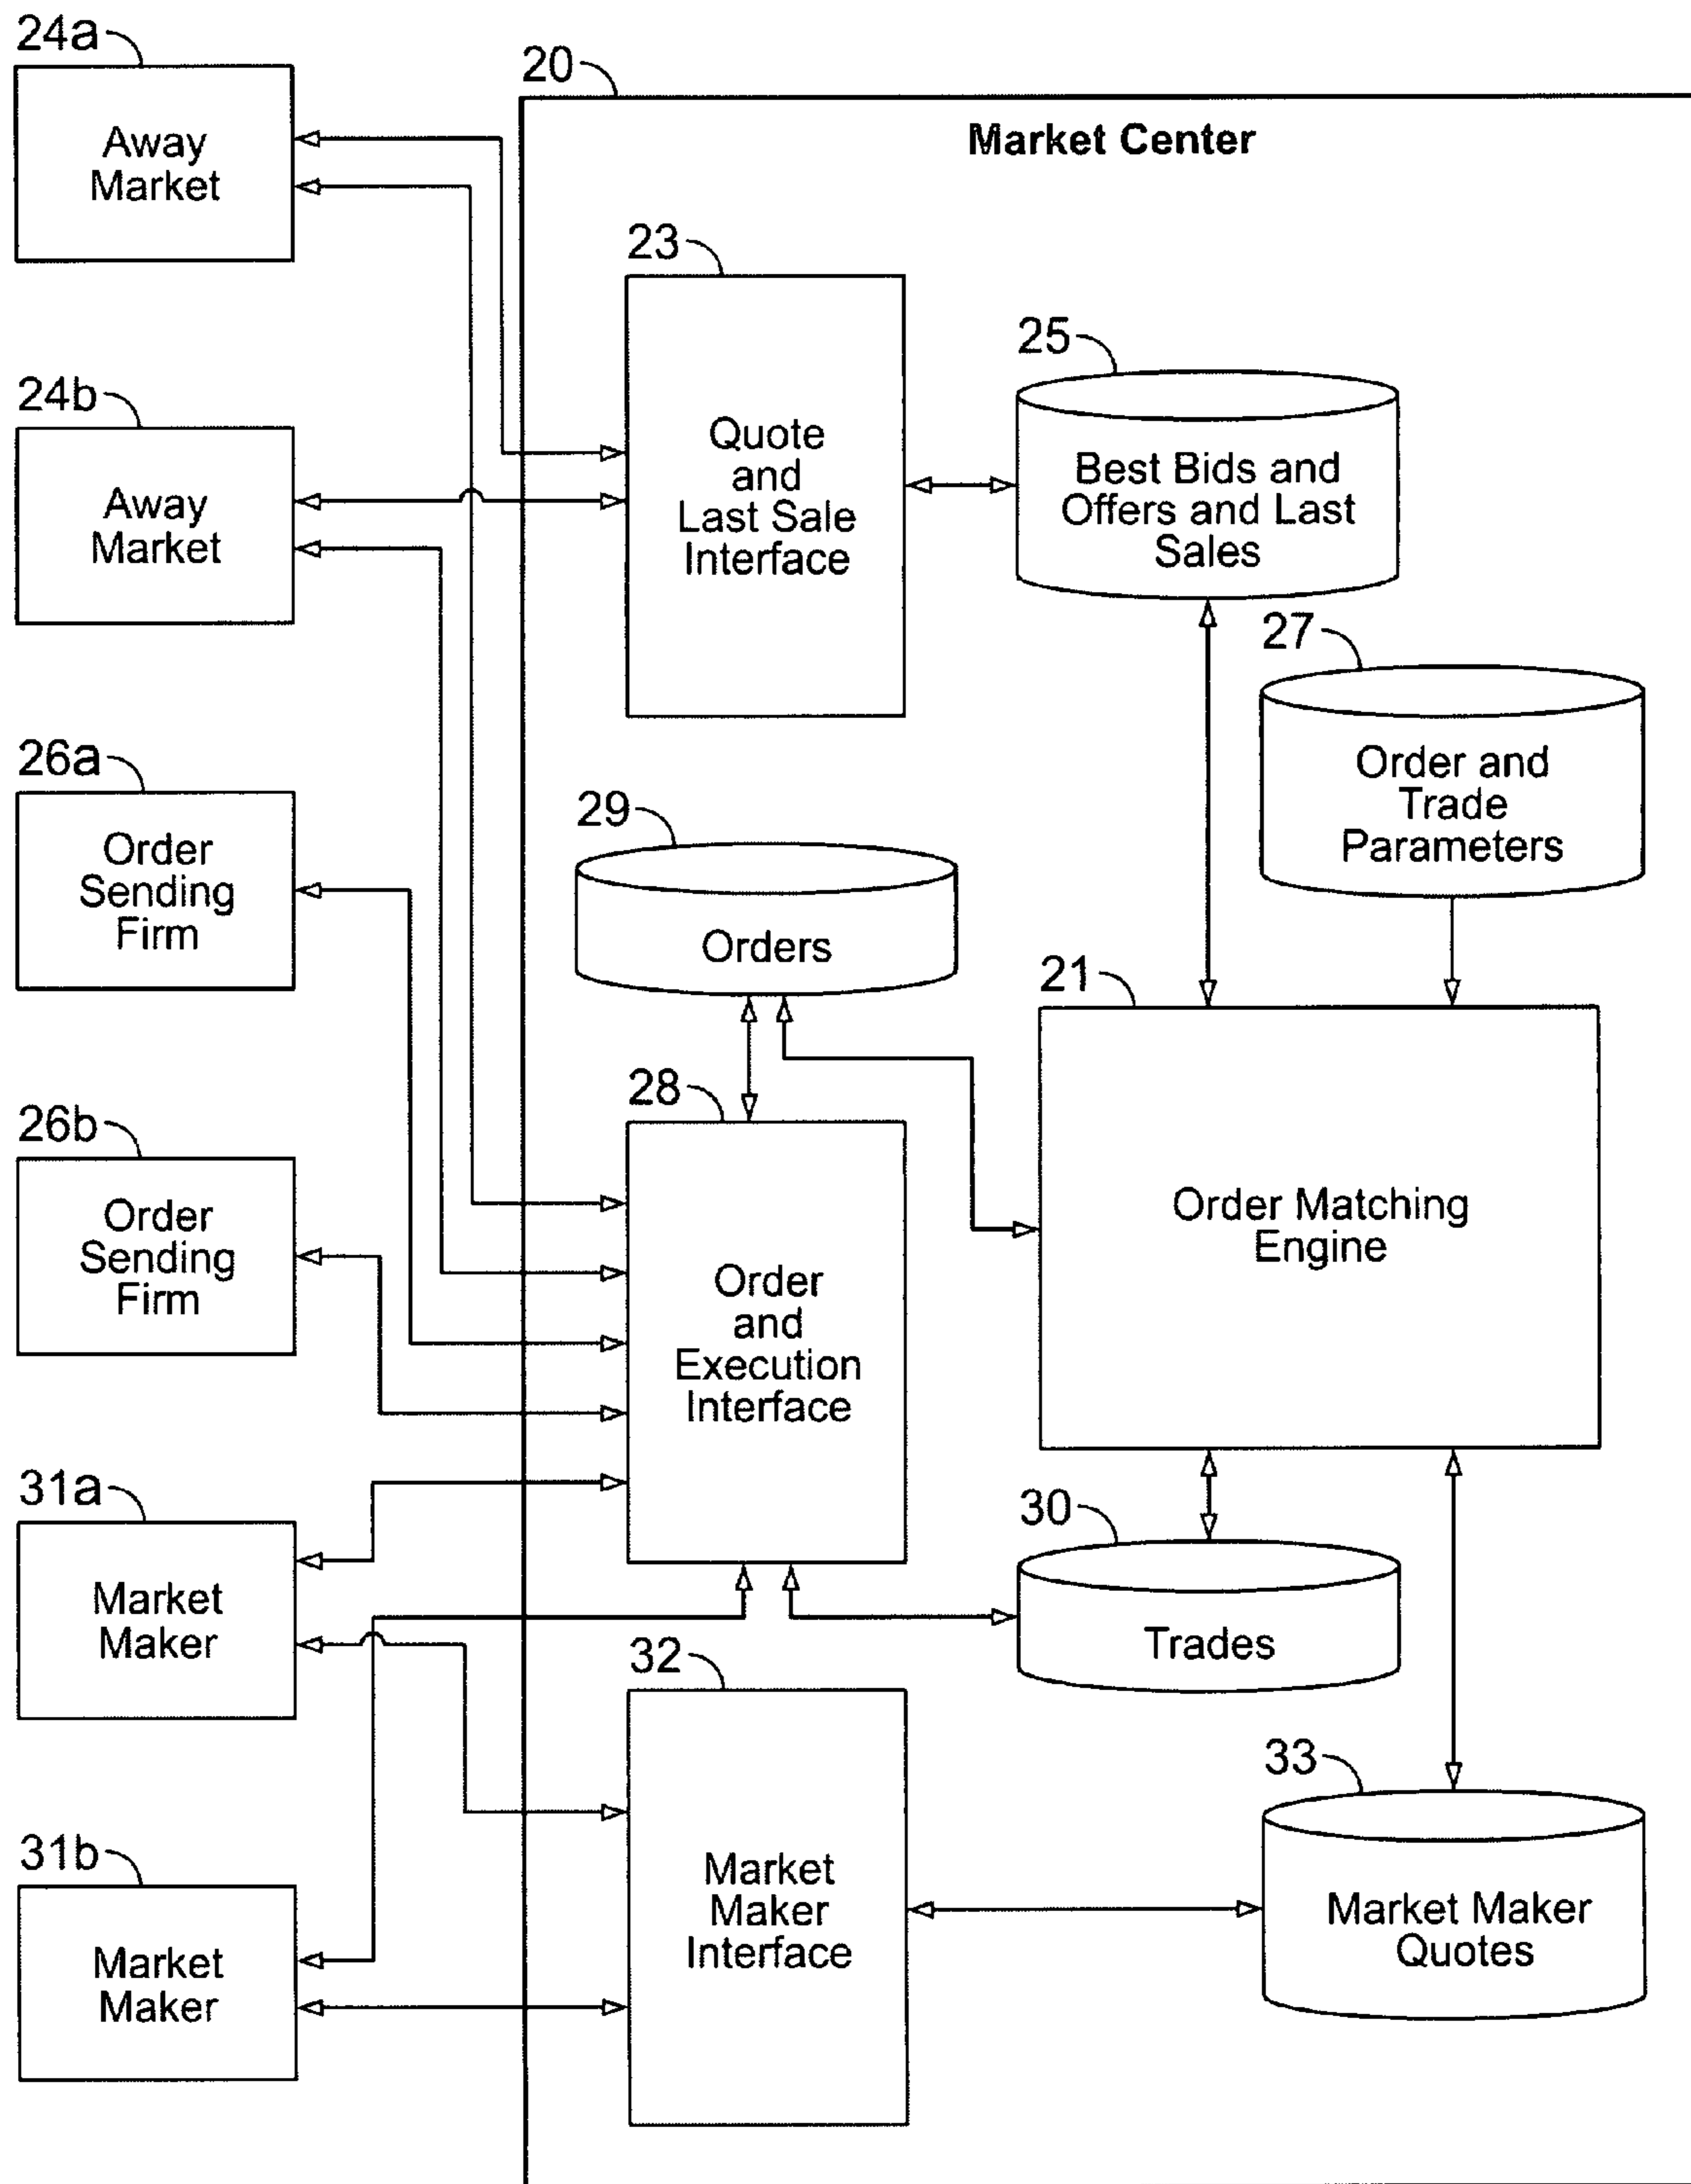 24a
Away
Market
20
Market Center
23
Quote
and
Last Sale
Interface
25
Best Bids and
Offers and Last
Sales
24b
Away
Market
27
Order and
Trade
Parameters
26a
Order
Sending
Firm
29
Orders
21
Order Matching
Engine
28
Order
and
Execution
Interface
26b
Order
Sending
Firm
31a
Market
Maker
30
Trades
32
Market
Maker
Interface
33
Market Maker
Quotes
31b
Market
Maker